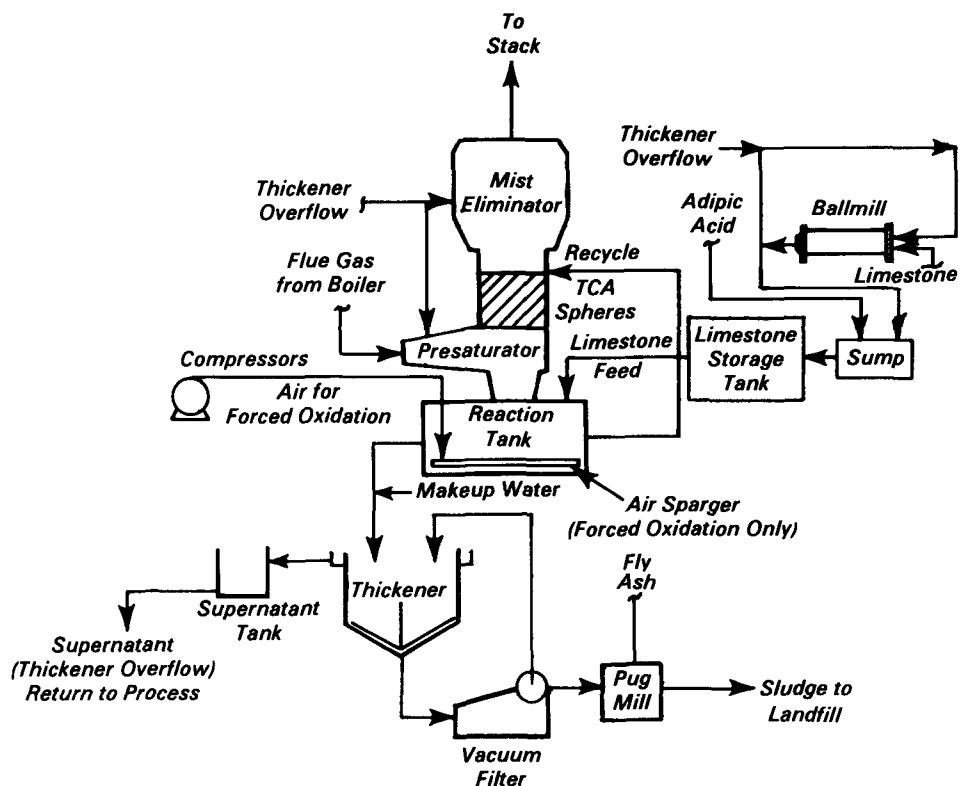 To
Stack
Mist
Eliminator
Thickener
Overflow
Thickener
Overflow
Adipic
Acid
Ballmill
Limestone
Flue Gas
from Boiler
Recycle
TCA
Spheres
Presaturator
Limestone
Feed
Limestone
Storage
Tank
Sump
Compressors
Air for
Forced Oxidation
Reaction
Tank
Makeup Water
Air Sparger
(Forced Oxidation Only)
Thickener
Supernatant
Tank
Supernatant
(Thickener Overflow)
Return to Process
Fly
Ash
Pug
Mill
Sludge to
Landfill
Vacuum
Filter